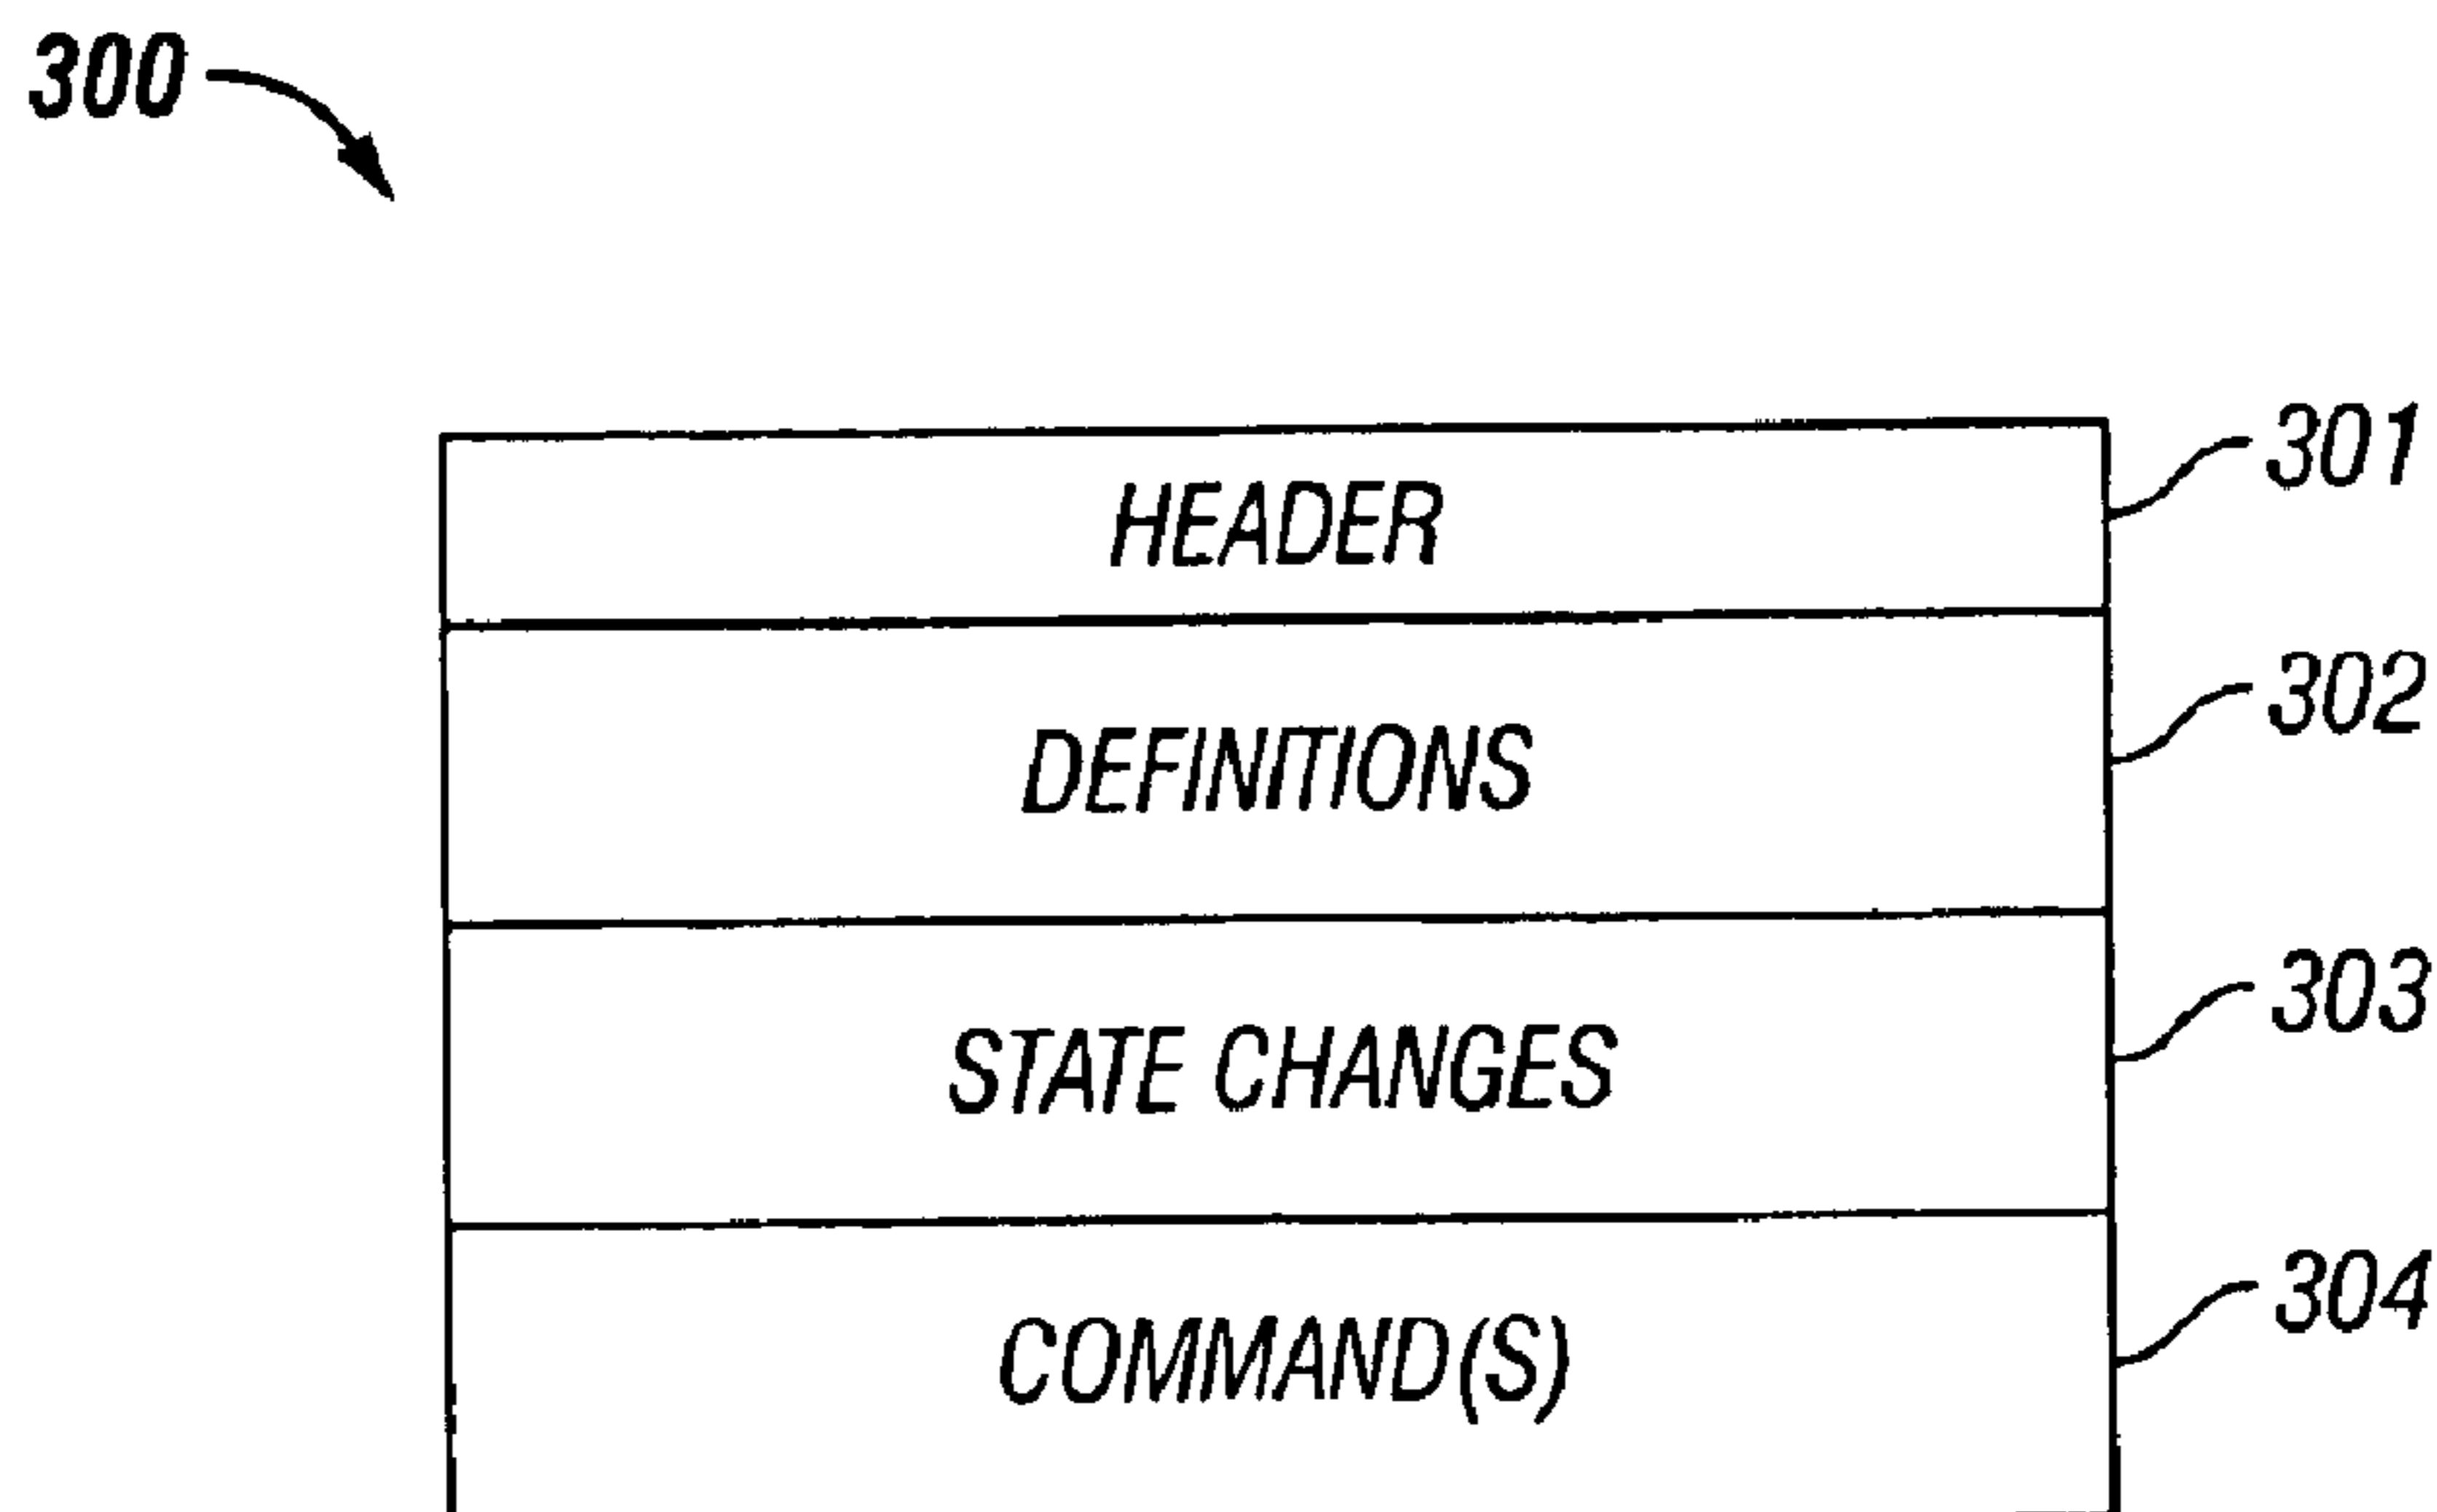 300
301
HEADER
302
DEFINITIONS
303
STATE CHANGES
304
COMMAND(S)